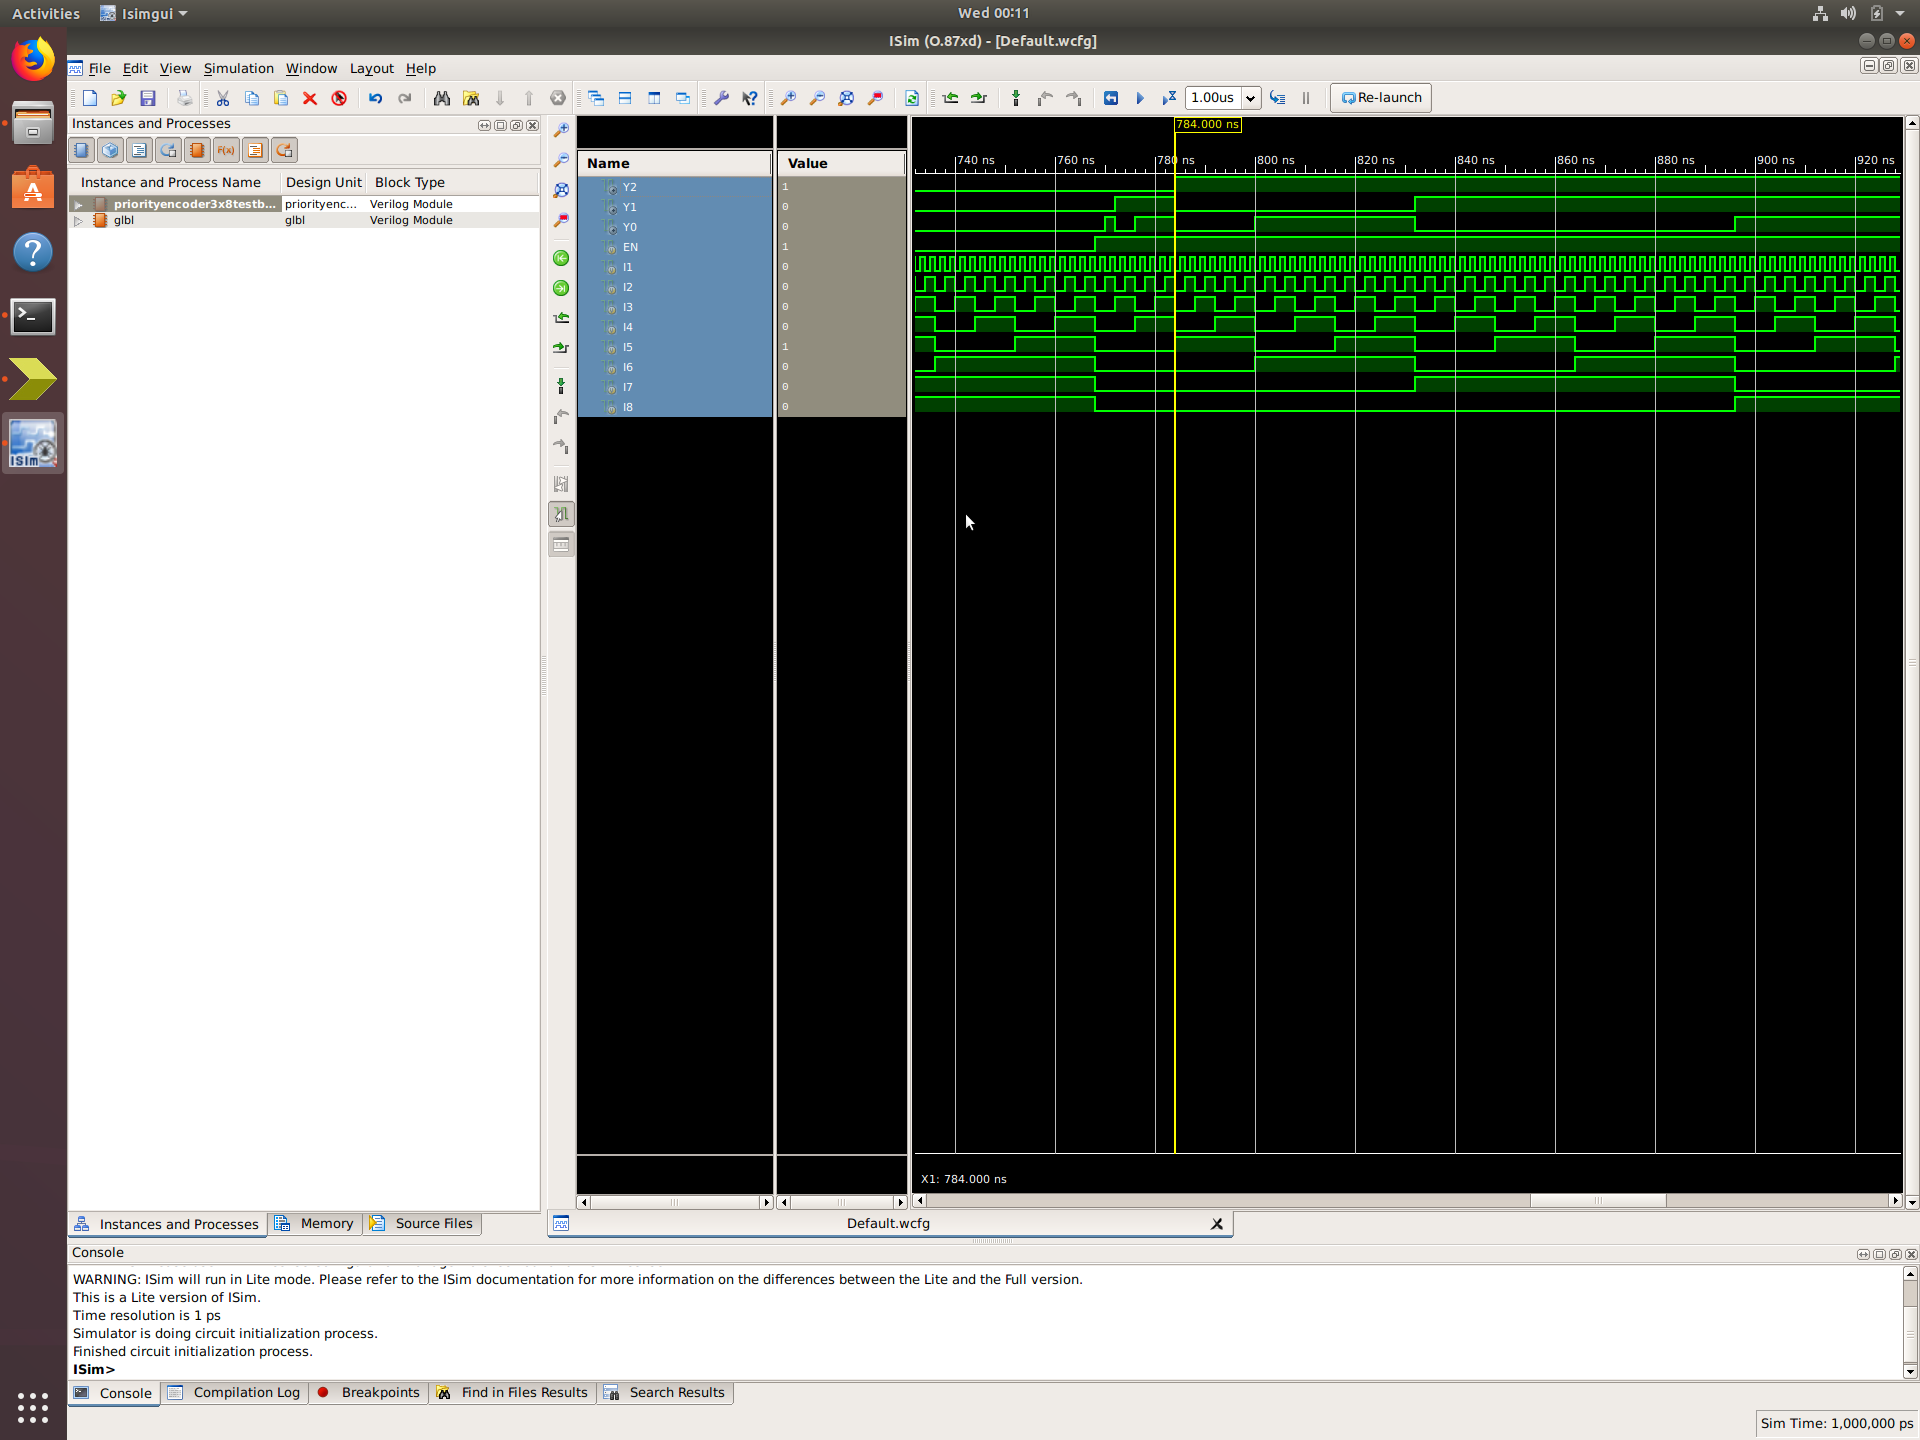 Activities Isimgui Wed 00:11
ISim (O.87xd) - [Default.wcfg]
File Edit View Simulation Window Layout Help
1.00us Re-launch
Instances and Processes
784.000 ns
F(x)
Name Value
740 ns 760 ns 780 ns 800 ns 820 ns 840 ns 860 ns 880 ns 900 ns 920 ns
Instance and Process Name Design Unit Block Type
priorityencoder3x8testb... priorityenc... Verilog Module
glbl glbl Verilog Module
Y2 1
Y1 0
Y0 0
EN 1
I1 0
I2 0
I3 0
I4 0
I5 1
I6 0
I7 0
I8 0
ISim
X1: 784.000 ns
Instances and Processes Memory Source Files
Default.wcfg
Console
WARNING: ISim will run in Lite mode. Please refer to the ISim documentation for more information on the differences between the Lite and the Full version.
This is a Lite version of ISim.
Time resolution is 1 ps
Simulator is doing circuit initialization process.
Finished circuit initialization process.
ISim>
Console Compilation Log Breakpoints Find in Files Results Search Results
Sim Time: 1,000,000 ps